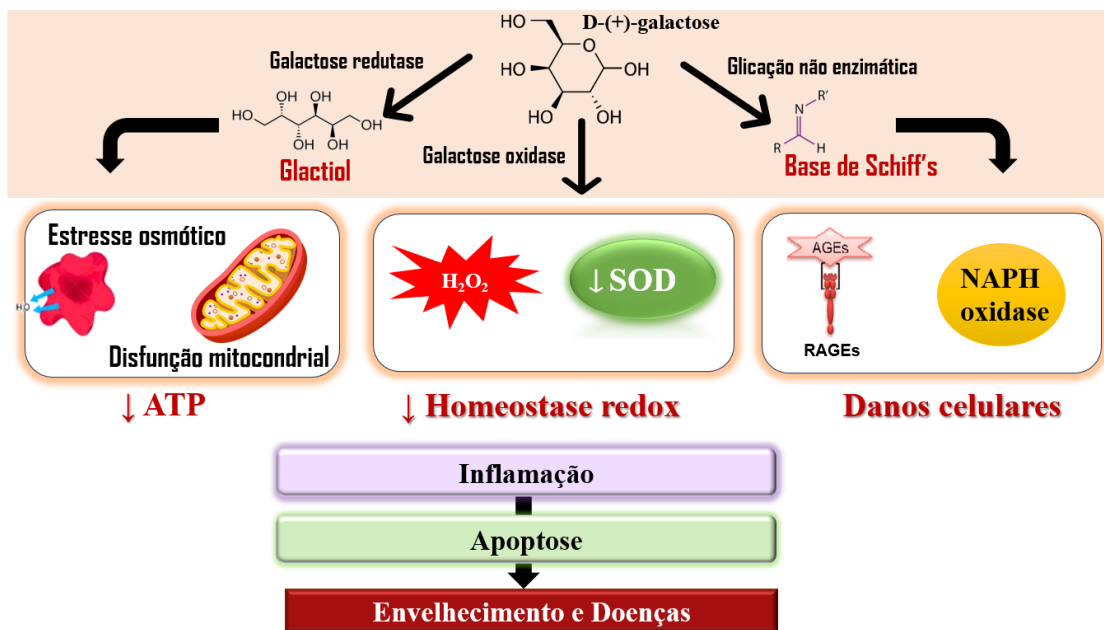 D-(+)-galactose
HO
O
HO
OH
HO
OH
Galactose redutase
Glicação não enzimática
Galactose oxidase
OH
OH
HO
OH
OH
OH
Glactiol
R'
N
R
H
Base de Schiff's
Estresse osmótico
HO
Disfunção mitocondrial
H₂O₂
↓SOD
AGEs
RAGEs
NAPH
oxidase
↓ ATP
↓ Homeostase redox
Danos celulares
Inflamação
Apoptose
Envelhecimento e Doenças